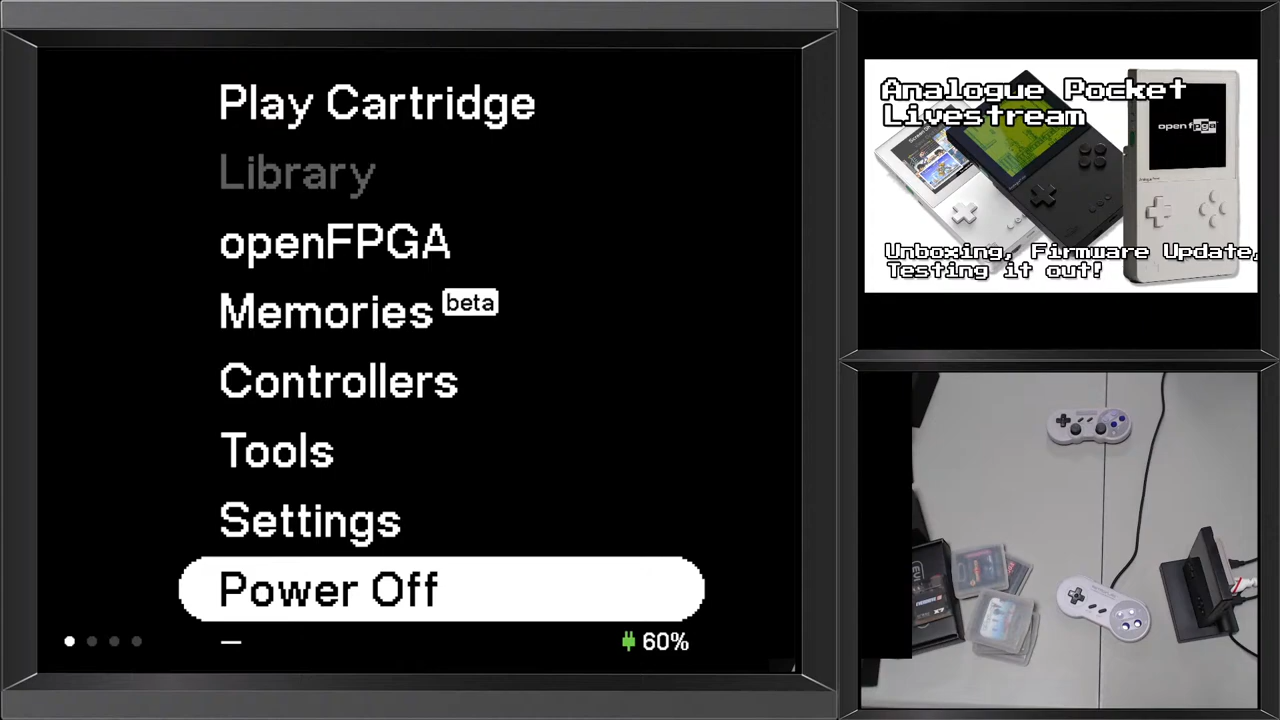 Play Cartridge
Library
openFPGA
Memories beta
Controllers
Tools
Settings
Power Off
60%
Analogue Pocket
Livestream
openfpga
Unboxing, Firmware Update,
Testing it out!